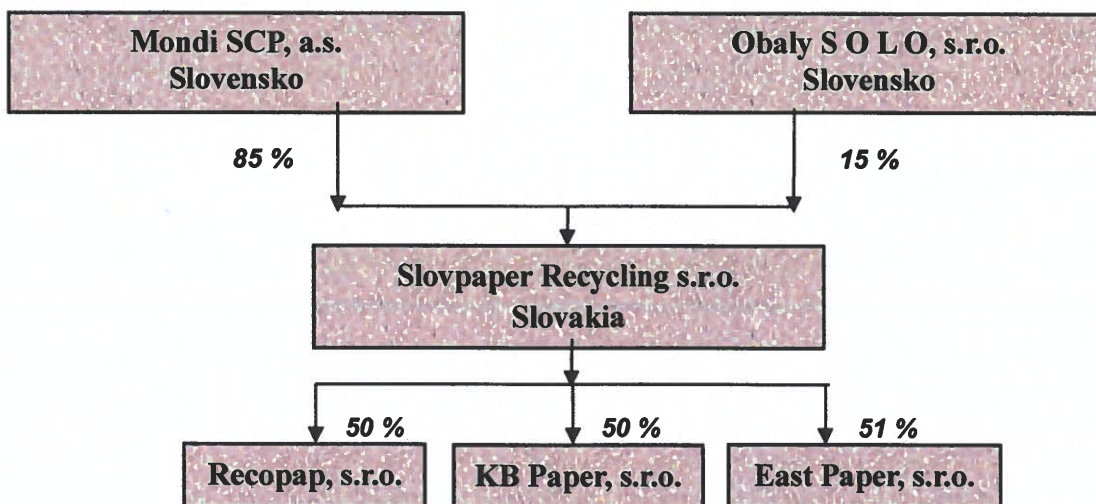 Mondi SCP, a.s.
Slovensko
Obaly S O L O, s.r.o.
Slovensko
85 %
15 %
Slovpaper Recycling s.r.o.
Slovakia
50 %
50 %
51 %
Recopap, s.r.o.
KB Paper, s.r.o.
East Paper, s.r.o.